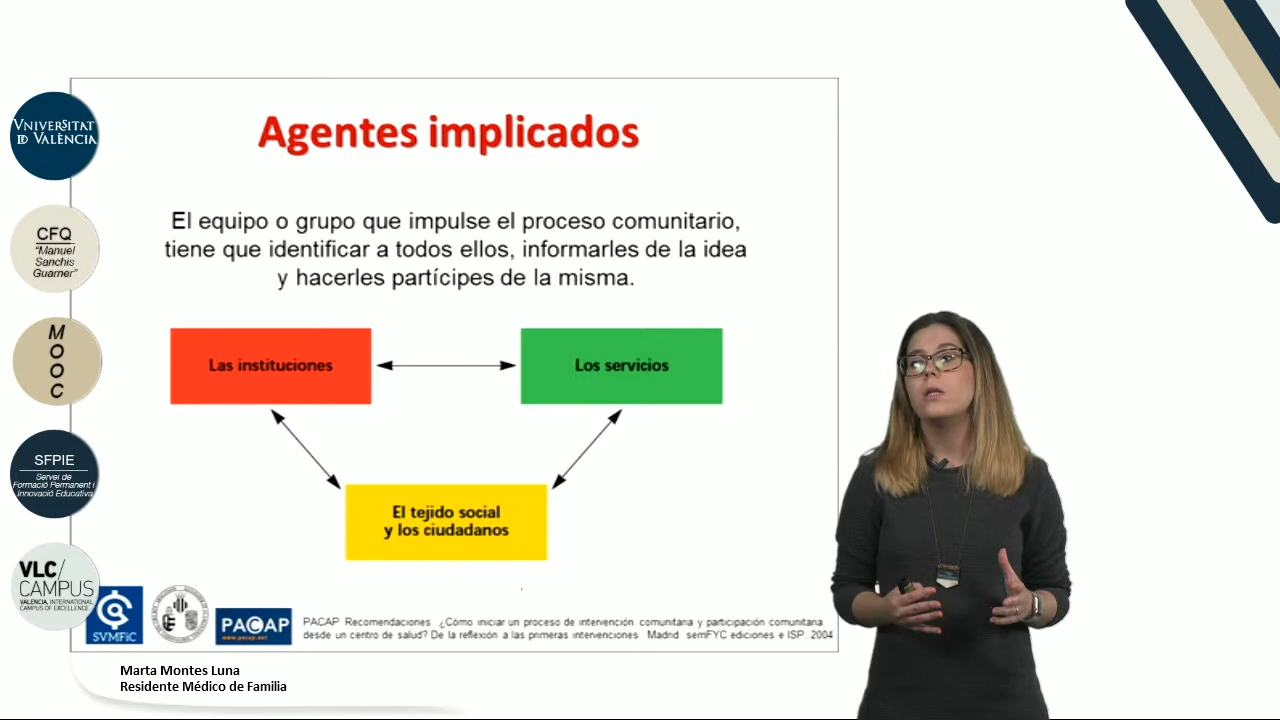 VNIVERSITAT
ID VALÈNCIA
CFQ
"Manuel
Sanchis
Guarner"
M
O
O
C
SFPIE
Servei de
Formació Permanent i
Innovació Educativa
VLC/
CAMPUS
VALENCIA, INTERNATIONAL
CAMPUS OF EXCELLENCE
Agentes implicados
El equipo o grupo que impulse el proceso comunitario,
tiene que identificar a todos ellos, informarles de la idea
y hacerles partícipes de la misma.
Las instituciones
Los servicios
El tejido social
y los ciudadanos
SVMFiC
PACAP
www.pacap.net
PACAP Recomendaciones ¿Cómo iniciar un proceso de intervención comunitaria y participación comunitaria
desde un centro de salud? De la reflexión a las primeras intervenciones Madrid semFYC ediciones e ISP. 2004
Marta Montes Luna
Residente Médico de Familia